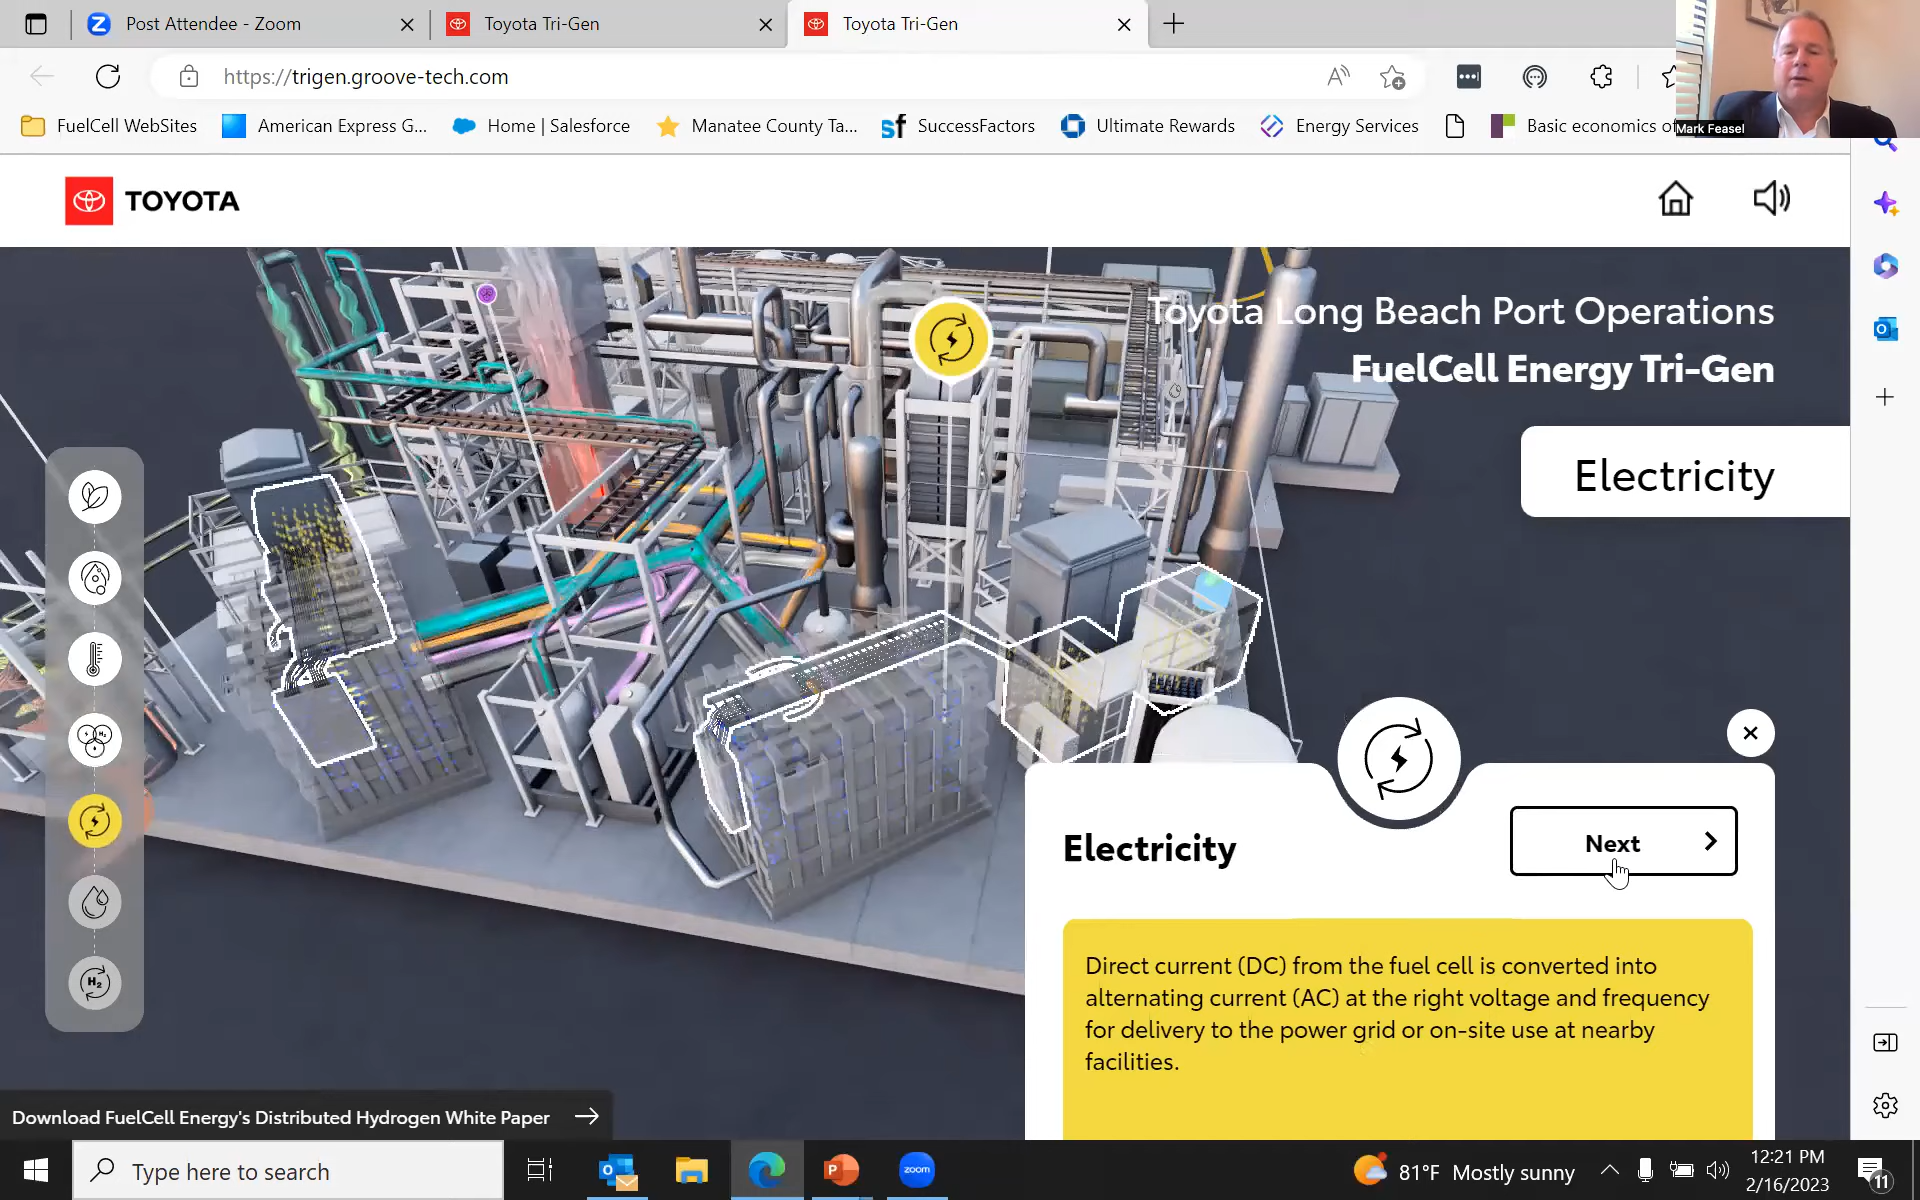 Post Attendee - Zoom
Toyota Tri-Gen
Toyota Tri-Gen
https://trigen.groove-tech.com
FuelCell WebSites
American Express G...
Home | Salesforce
Manatee County Ta...
SuccessFactors
Ultimate Rewards
Energy Services
Basic economics of
Mark Feasel
TOYOTA
Toyota Long Beach Port Operations
FuelCell Energy Tri-Gen
Electricity
H2
H2
Electricity
Next
Direct current (DC) from the fuel cell is converted into
alternating current (AC) at the right voltage and frequency
for delivery to the power grid or on-site use at nearby
facilities.
Download FuelCell Energy's Distributed Hydrogen White Paper
Type here to search
zoom
81°F Mostly sunny
12:21 PM
2/16/2023
11